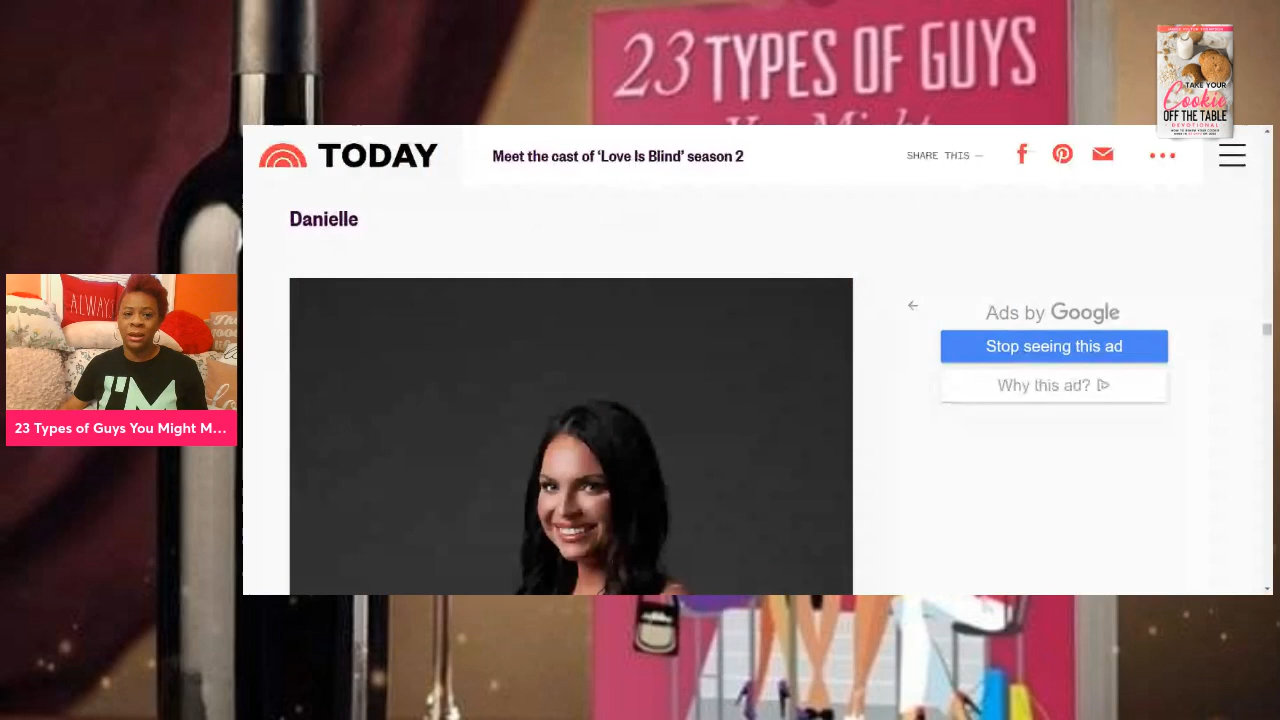 23 TYPES OF GUYS
You Might
TAKE YOUR
Cookie
OFF THE TABLE
DEVOTIONAL
TODAY
Meet the cast of ‘Love Is Blind’ season 2
SHARE THIS —
Danielle
Ads by Google
Stop seeing this ad
Why this ad?
ALWAYS
I'M
23 Types of Guys You Might M...